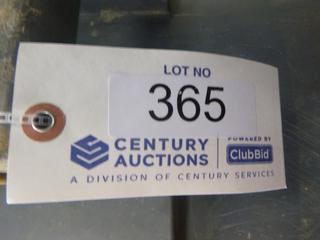 LOT NO
365
CENTURY
AUCTIONS
POWERED BY
ClubBid
A DIVISION OF CENTURY SERVICES